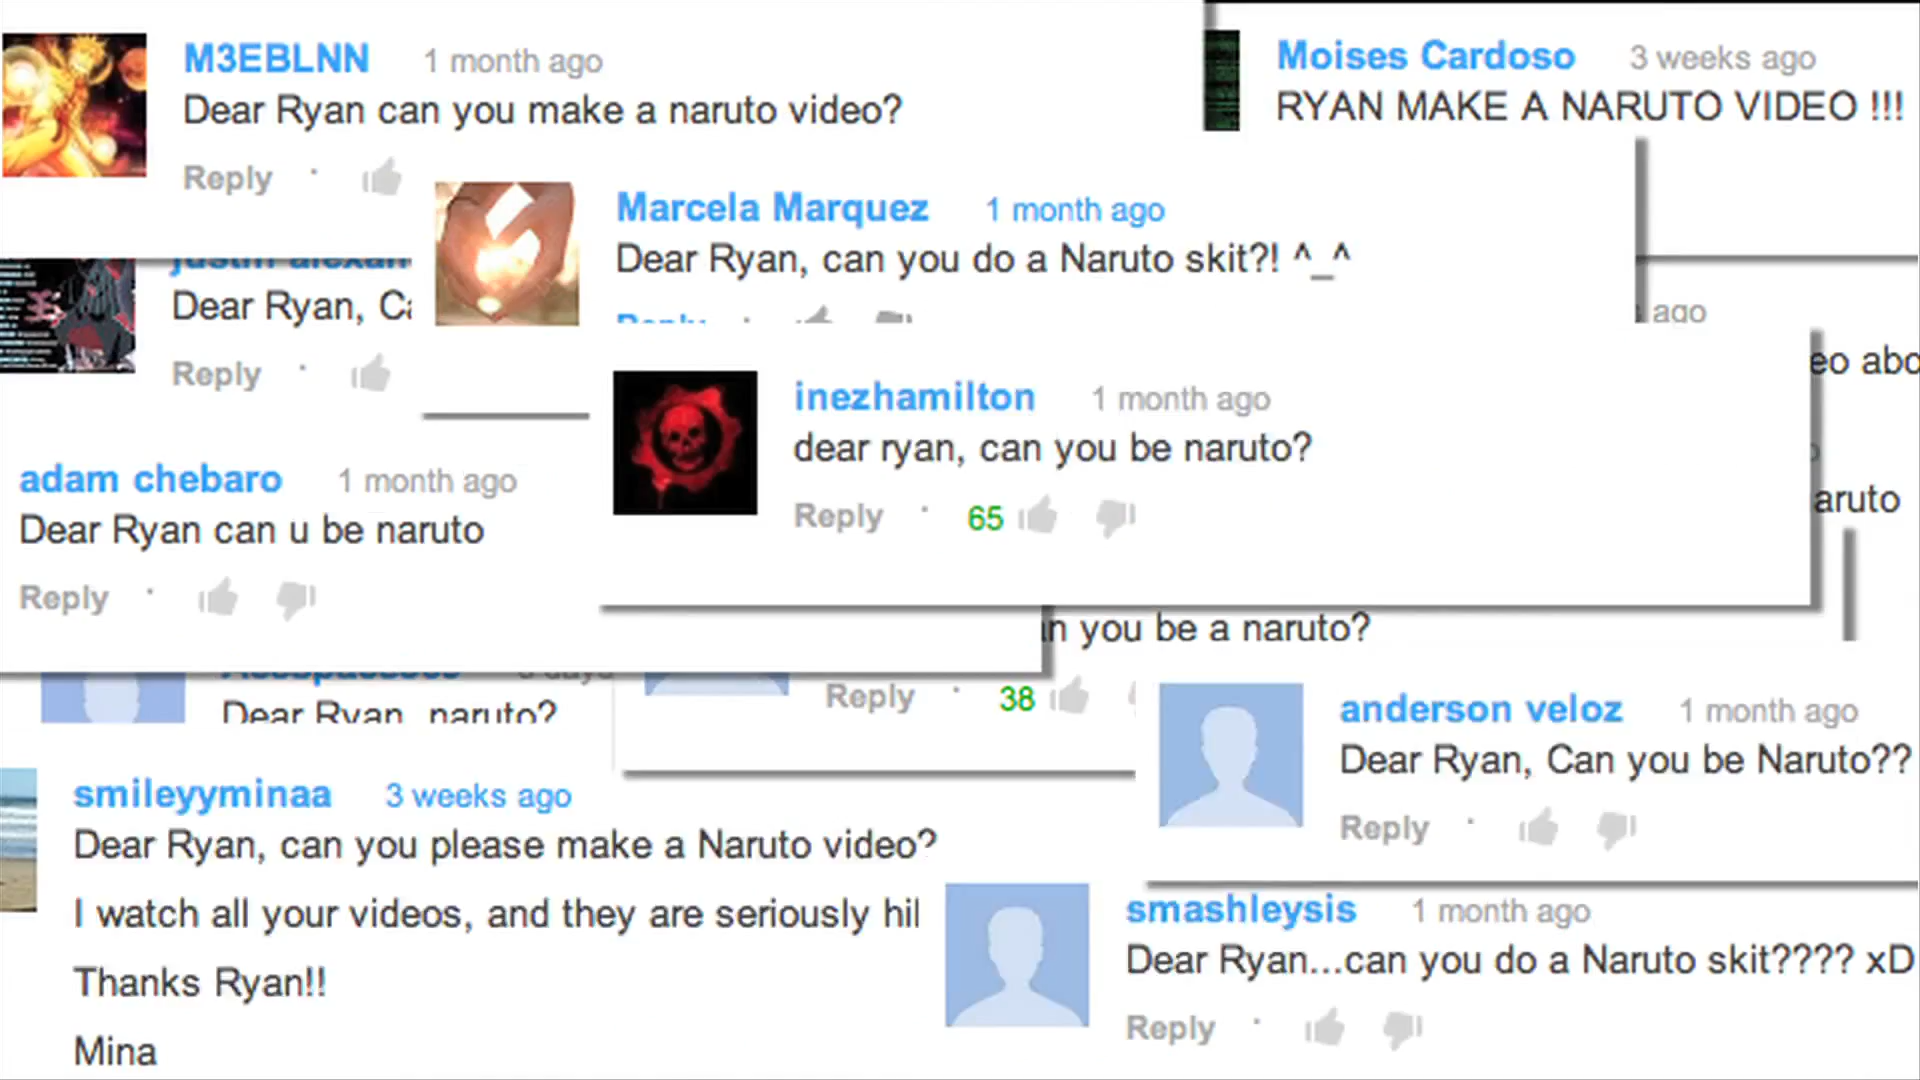 M3EBLNN 1 month ago
Dear Ryan can you make a naruto video?
Reply
Moises Cardoso 3 weeks ago
RYAN MAKE A NARUTO VIDEO !!!
Marcela Marquez 1 month ago
Dear Ryan, can you do a Naruto skit?! ^_^
Reply
Dear Ryan,
Reply
ago
inezhamilton 1 month ago
dear ryan, can you be naruto?
Reply 65
adam chebaro 1 month ago
Dear Ryan can u be naruto
Reply
you be a naruto?
Reply 38
Dear Ryan, naruto?
anderson veloz 1 month ago
Dear Ryan, Can you be Naruto??
Reply
smileyyminaa 3 weeks ago
Dear Ryan, can you please make a Naruto video?
I watch all your videos, and they are seriously hil
Thanks Ryan!!
Mina
smashleysis 1 month ago
Dear Ryan...can you do a Naruto skit???? xD
Reply